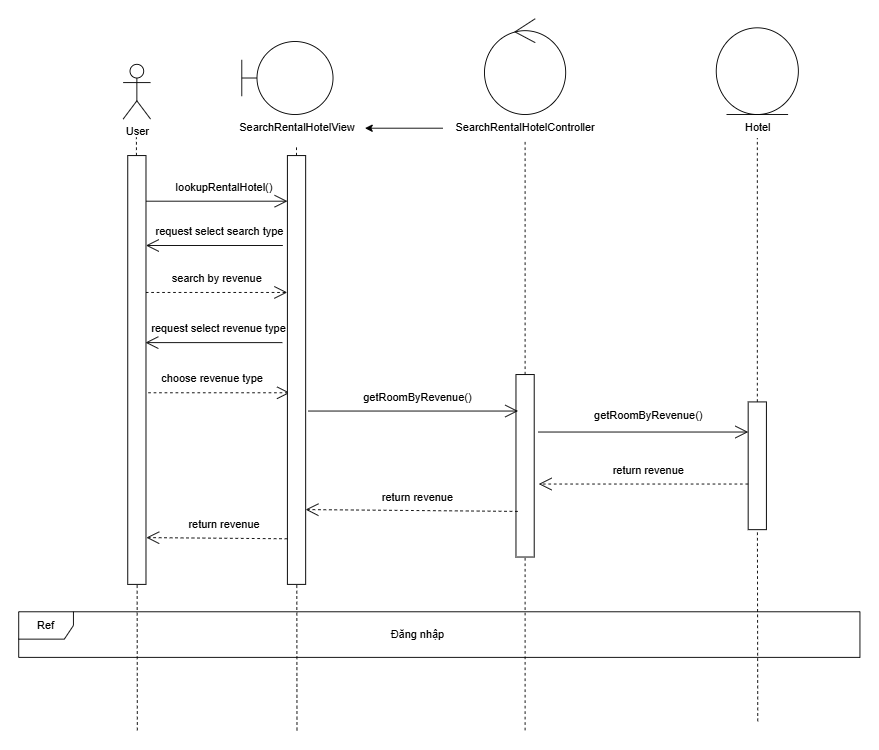 User
SearchRentalHotelView
SearchRentalHotelController
Hotel
lookupRentalHotel()
request select search type
search by revenue
request select revenue type
choose revenue type
getRoomByRevenue()
getRoomByRevenue()
return revenue
return revenue
return revenue
Ref
Đăng nhập